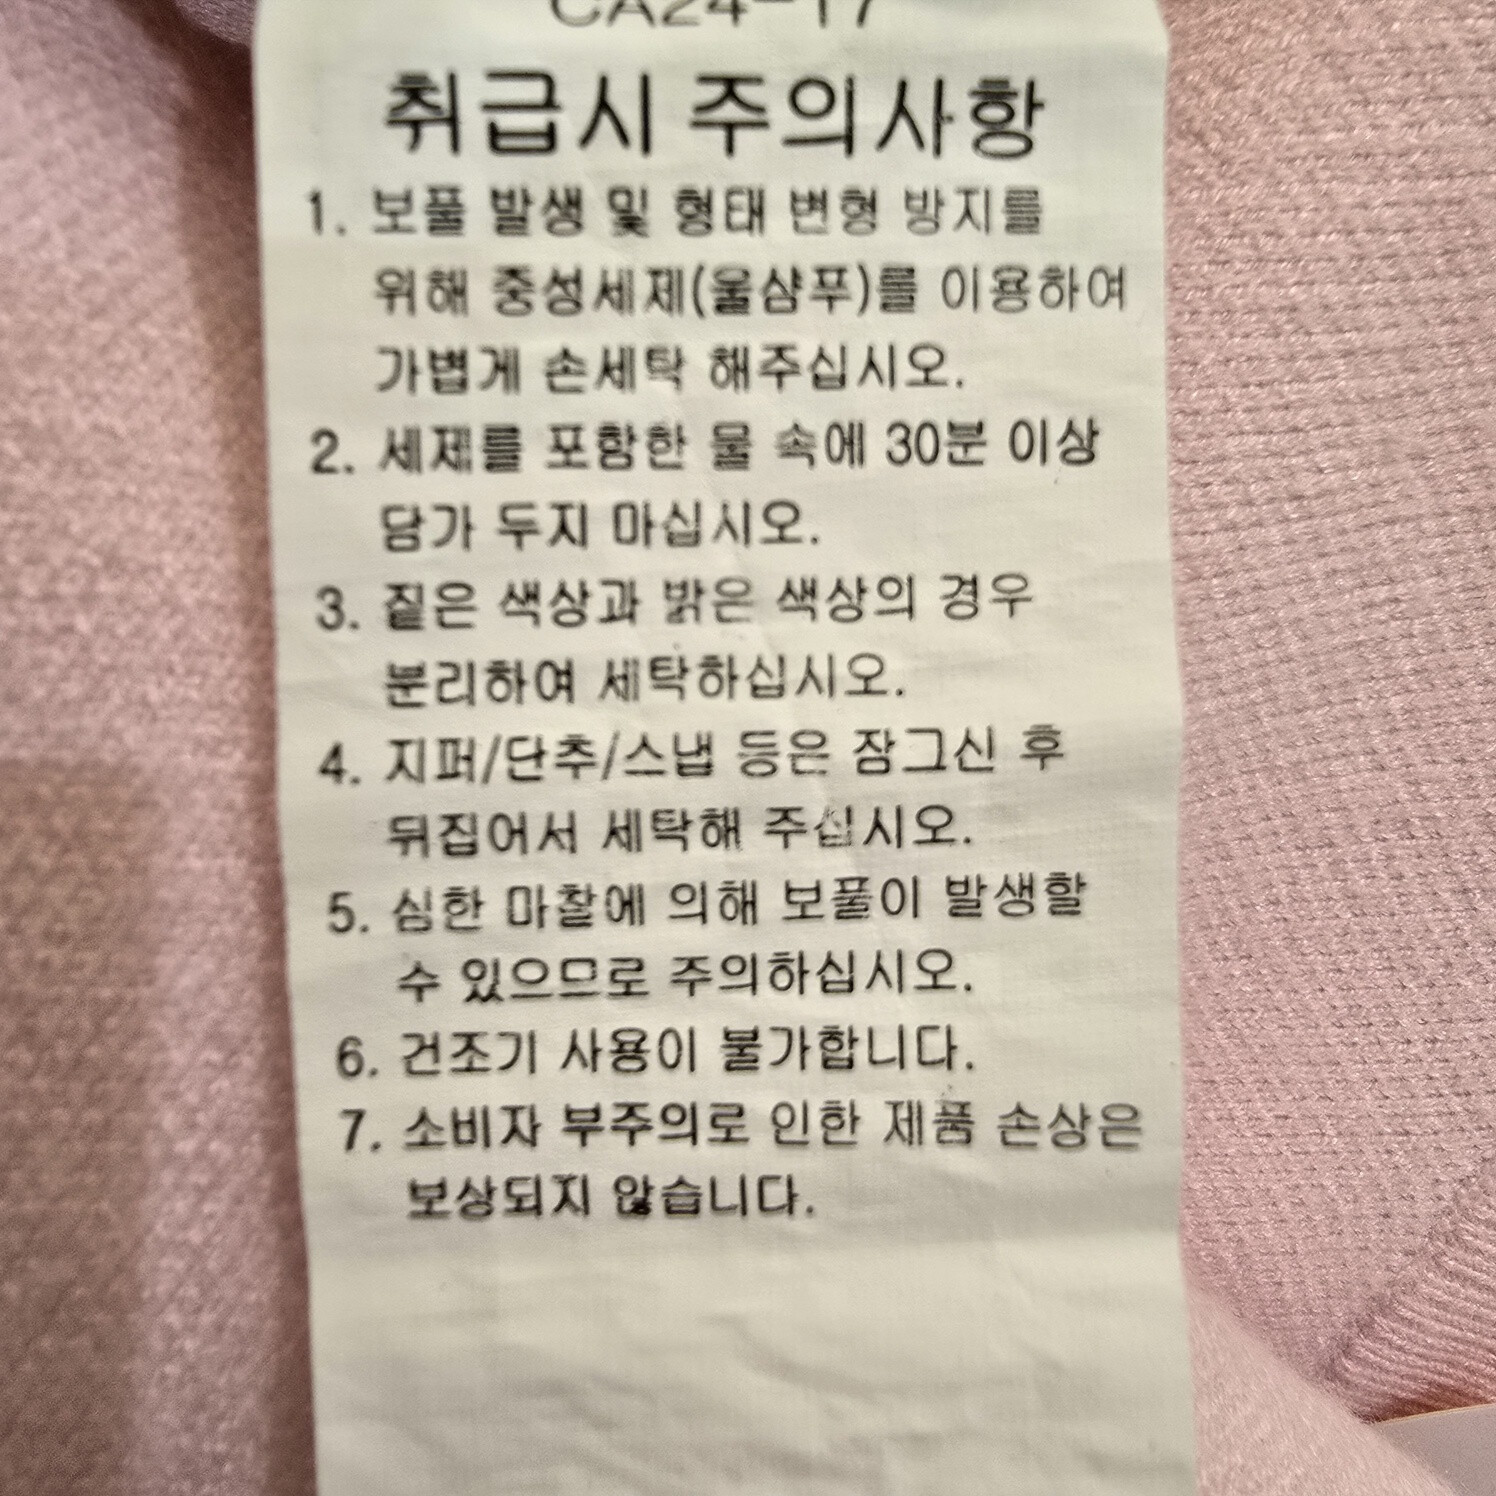 CA24-17
취급시 주의사항
1. 보풀 발생 및 형태 변형 방지를
위해 중성세제(울샴푸)를 이용하여
가볍게 손세탁 해주십시오.
2. 세제를 포함한 물 속에 30분 이상
담가 두지 마십시오.
3. 짙은 색상과 밝은 색상의 경우
분리하여 세탁하십시오.
4. 지퍼/단추/스냅 등은 잠그신 후
뒤집어서 세탁해 주십시오.
5. 심한 마찰에 의해 보풀이 발생할
수 있으므로 주의하십시오.
6. 건조기 사용이 불가합니다.
7. 소비자 부주의로 인한 제품 손상은
보상되지 않습니다.